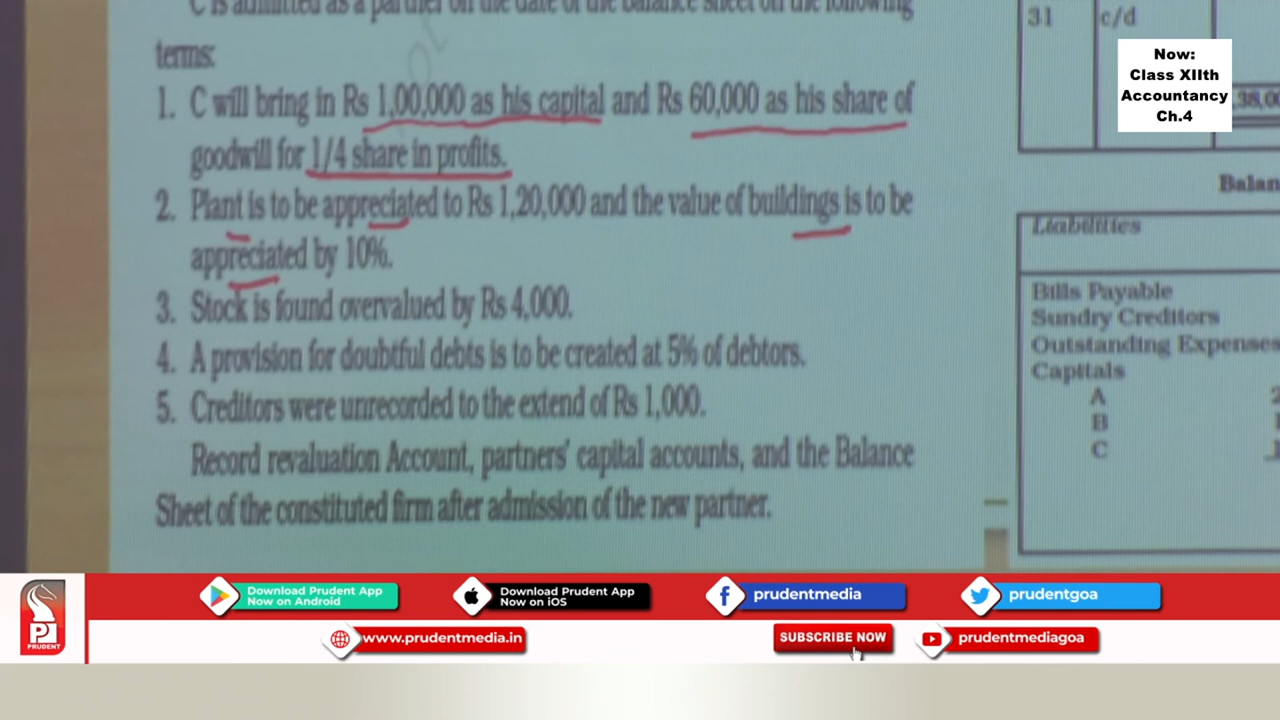 C is admitted as a partner on the date of the balance sheet on the following
terms:
1. C will bring in Rs 1,00,000 as his capital and Rs 60,000 as his share of
goodwill for 1/4 share in profits.
2. Plant is to be appreciated to Rs 1,20,000 and the value of buildings is to be
appreciated by 10%.
3. Stock is found overvalued by Rs 4,000.
4. A provision for doubtful debts is to be created at 5% of debtors.
5. Creditors were unrecorded to the extend of Rs 1,000.
Record revaluation Account, partners' capital accounts, and the Balance
Sheet of the constituted firm after admission of the new partner.
31 c/d
Now:
Class XIIth
Accountancy
Ch.4
Liabilities
Bills Payable
Sundry Creditors
Outstanding Expenses
Capitals
A
B
C
PJ
PRUDENT
Download Prudent App
Now on Android
Download Prudent App
Now on iOS
prudentmedia
prudentgoa
www.prudentmedia.in
SUBSCRIBE NOW
prudentmediagoa